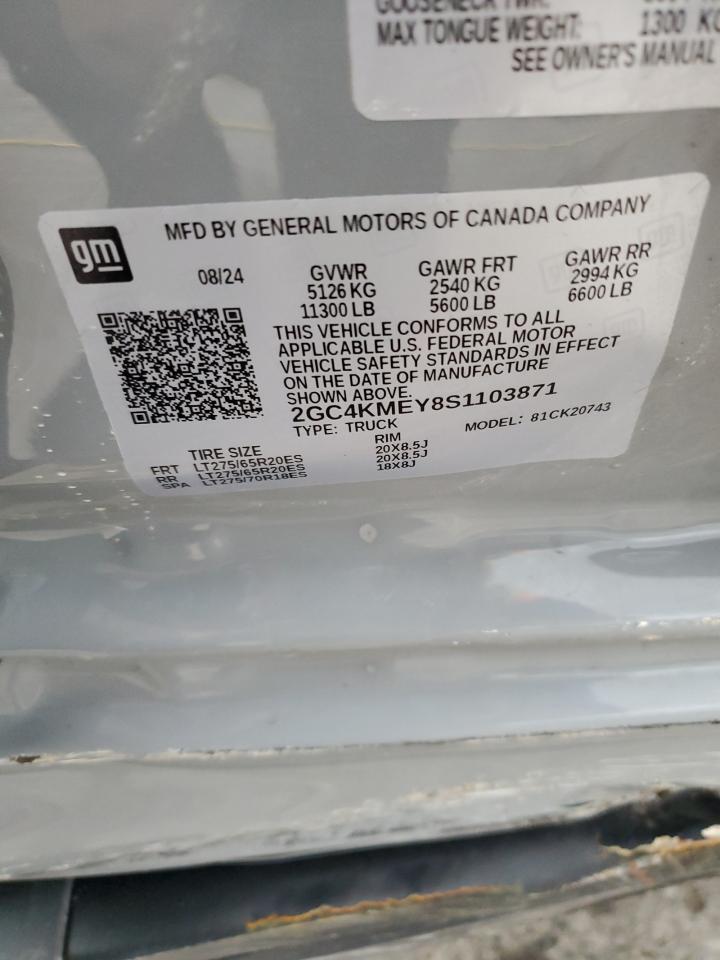 MAX TONGUE WEIGHT: 1300 KG
SEE OWNER'S MANUAL
gm
MFD BY GENERAL MOTORS OF CANADA COMPANY
08/24 GVWR GAWR FRT GAWR RR
5126 KG 2540 KG 2994 KG
11300 LB 5600 LB 6600 LB
THIS VEHICLE CONFORMS TO ALL
APPLICABLE U.S. FEDERAL MOTOR
VEHICLE SAFETY STANDARDS IN EFFECT
ON THE DATE OF MANUFACTURE
SHOWN ABOVE.
2GC4KMEY8S1103871
TYPE: TRUCK MODEL: 81CK20743
TIRE SIZE RIM
FRT LT275/65R20ES 20X8.5J
RR LT275/65R20ES 20X8.5J
SPA LT275/70R18ES 18X8J